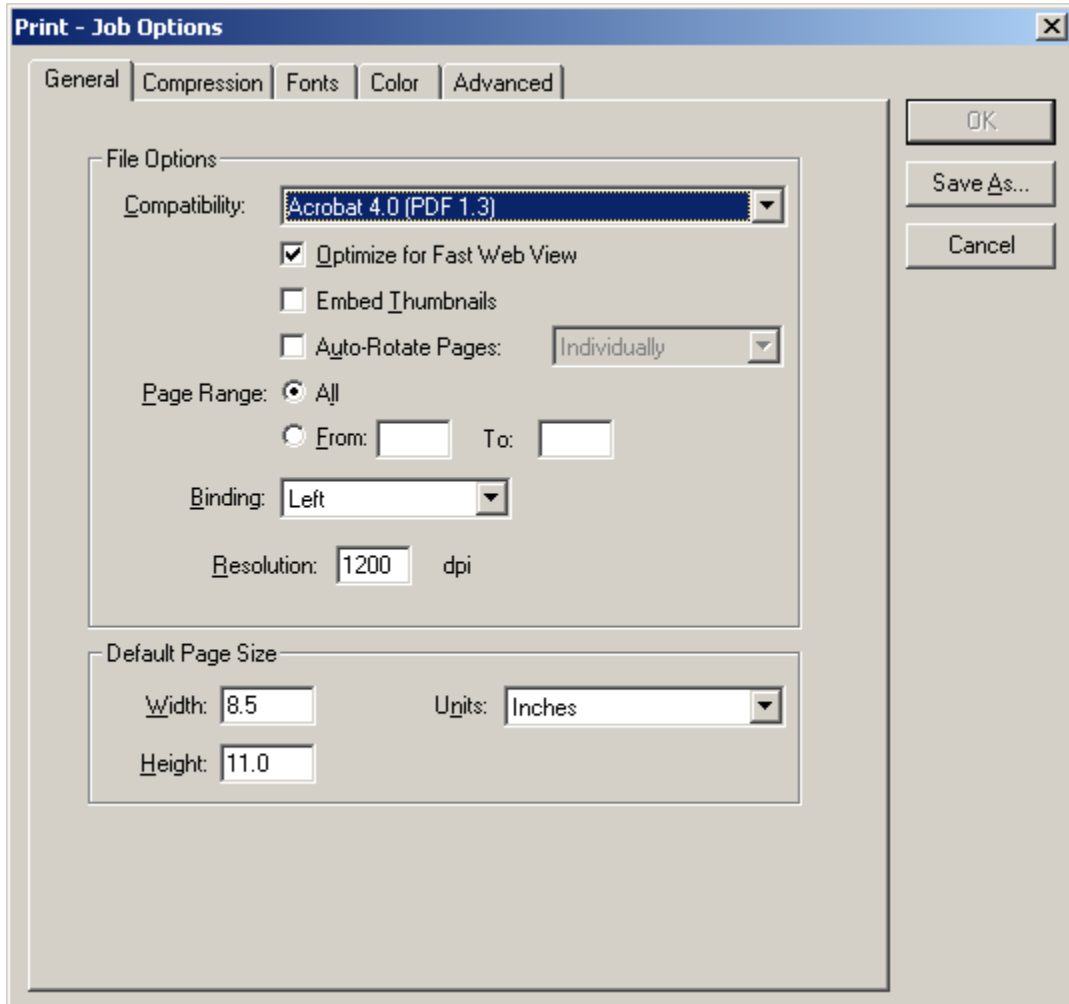 Print - Job Options
General Compression Fonts Color Advanced
OK
File Options
Save As...
Compatibility: Acrobat 4.0 (PDF 1.3)
Cancel
Optimize for Fast Web View
Embed Thumbnails
Auto-Rotate Pages: Individually
Page Range: All
From: To:
Binding: Left
Resolution: 1200 dpi
Default Page Size
Width: 8.5 Units: Inches
Height: 11.0